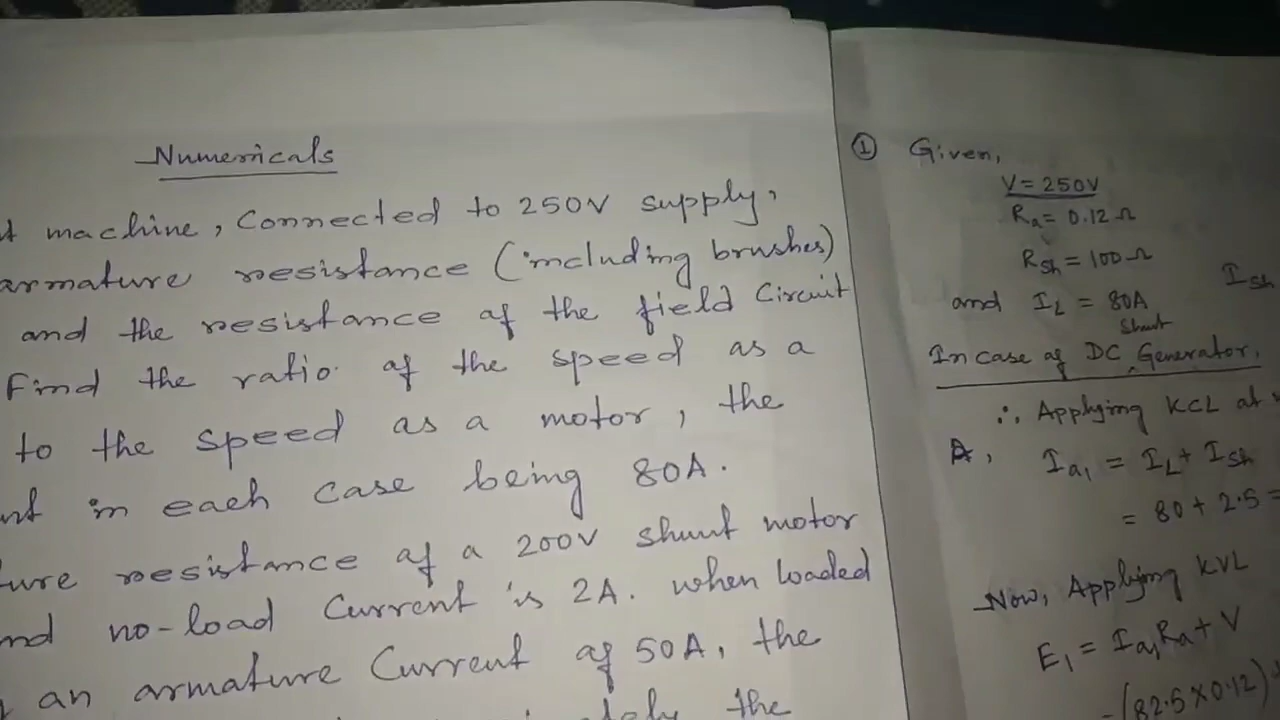 Numericals
machine, Connected to 250V supply,
armature resistance (including brushes)
and the resistance of the field Circuit
Find the ratio of the speed as a
to the speed as a motor, the
in each case being 80A.
resistance of a 200V shunt motor
no-load Current is 2A. when loaded
an armature Current of 50A, the
the
① Given,
V = 250V
Ra = 0.12 Ω
Rsh = 100 Ω
and IL = 80A
Ish
Shunt
In case of DC Generator,
∴ Applying KCL at
A, Ia1 = IL + Ish
= 80 + 2.5 =
Now, Applying KVL
E1 = Ia1Ra + V
= (82.5 X 0.12)